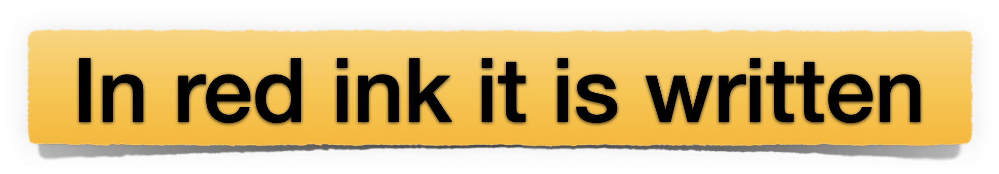 In red ink it is written